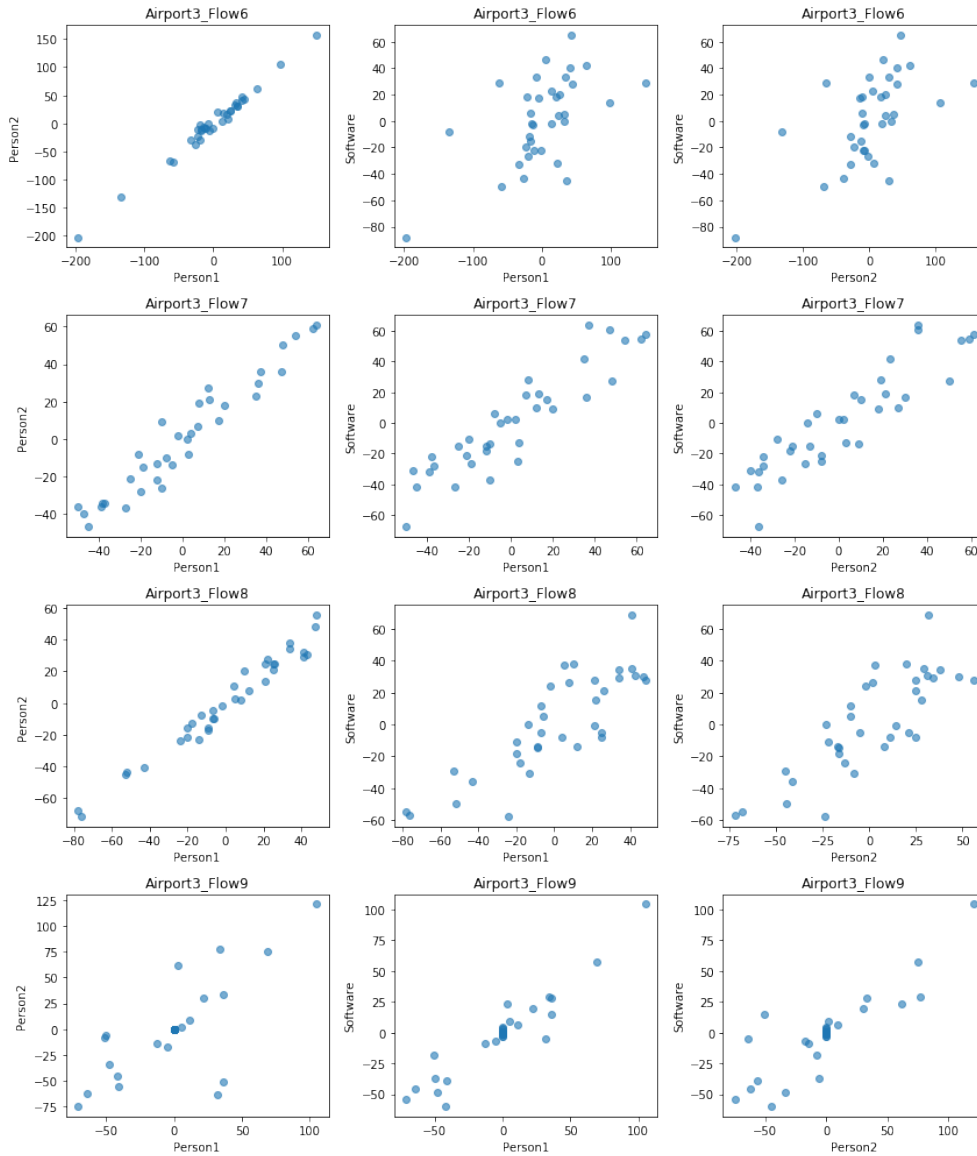 Airport3_Flow6 Airport3_Flow6 Airport3_Flow6
150
100
50
0
−50
−100
−150
−200
Person2
−200 −100 0 100
Person1
60
40
20
0
−20
−40
−60
−80
Software
−200 −100 0 100
Person1
60
40
20
0
−20
−40
−60
−80
Software
−200 −100 0 100
Person2
Airport3_Flow7 Airport3_Flow7 Airport3_Flow7
60
40
20
0
−20
−40
Person2
−40 −20 0 20 40 60
Person1
60
40
20
0
−20
−40
−60
Software
−40 −20 0 20 40 60
Person1
60
40
20
0
−20
−40
−60
Software
−40 −20 0 20 40 60
Person2
Airport3_Flow8 Airport3_Flow8 Airport3_Flow8
60
40
20
0
−20
−40
−60
Person2
−80 −60 −40 −20 0 20 40
Person1
60
40
20
0
−20
−40
−60
Software
−80 −60 −40 −20 0 20 40
Person1
60
40
20
0
−20
−40
−60
Software
−75 −50 −25 0 25 50
Person2
Airport3_Flow9 Airport3_Flow9 Airport3_Flow9
125
100
75
50
25
0
−25
−50
−75
Person2
−50 0 50 100
Person1
100
75
50
25
0
−25
−50
Software
−50 0 50 100
Person1
100
75
50
25
0
−25
−50
Software
−50 0 50 100
Person2